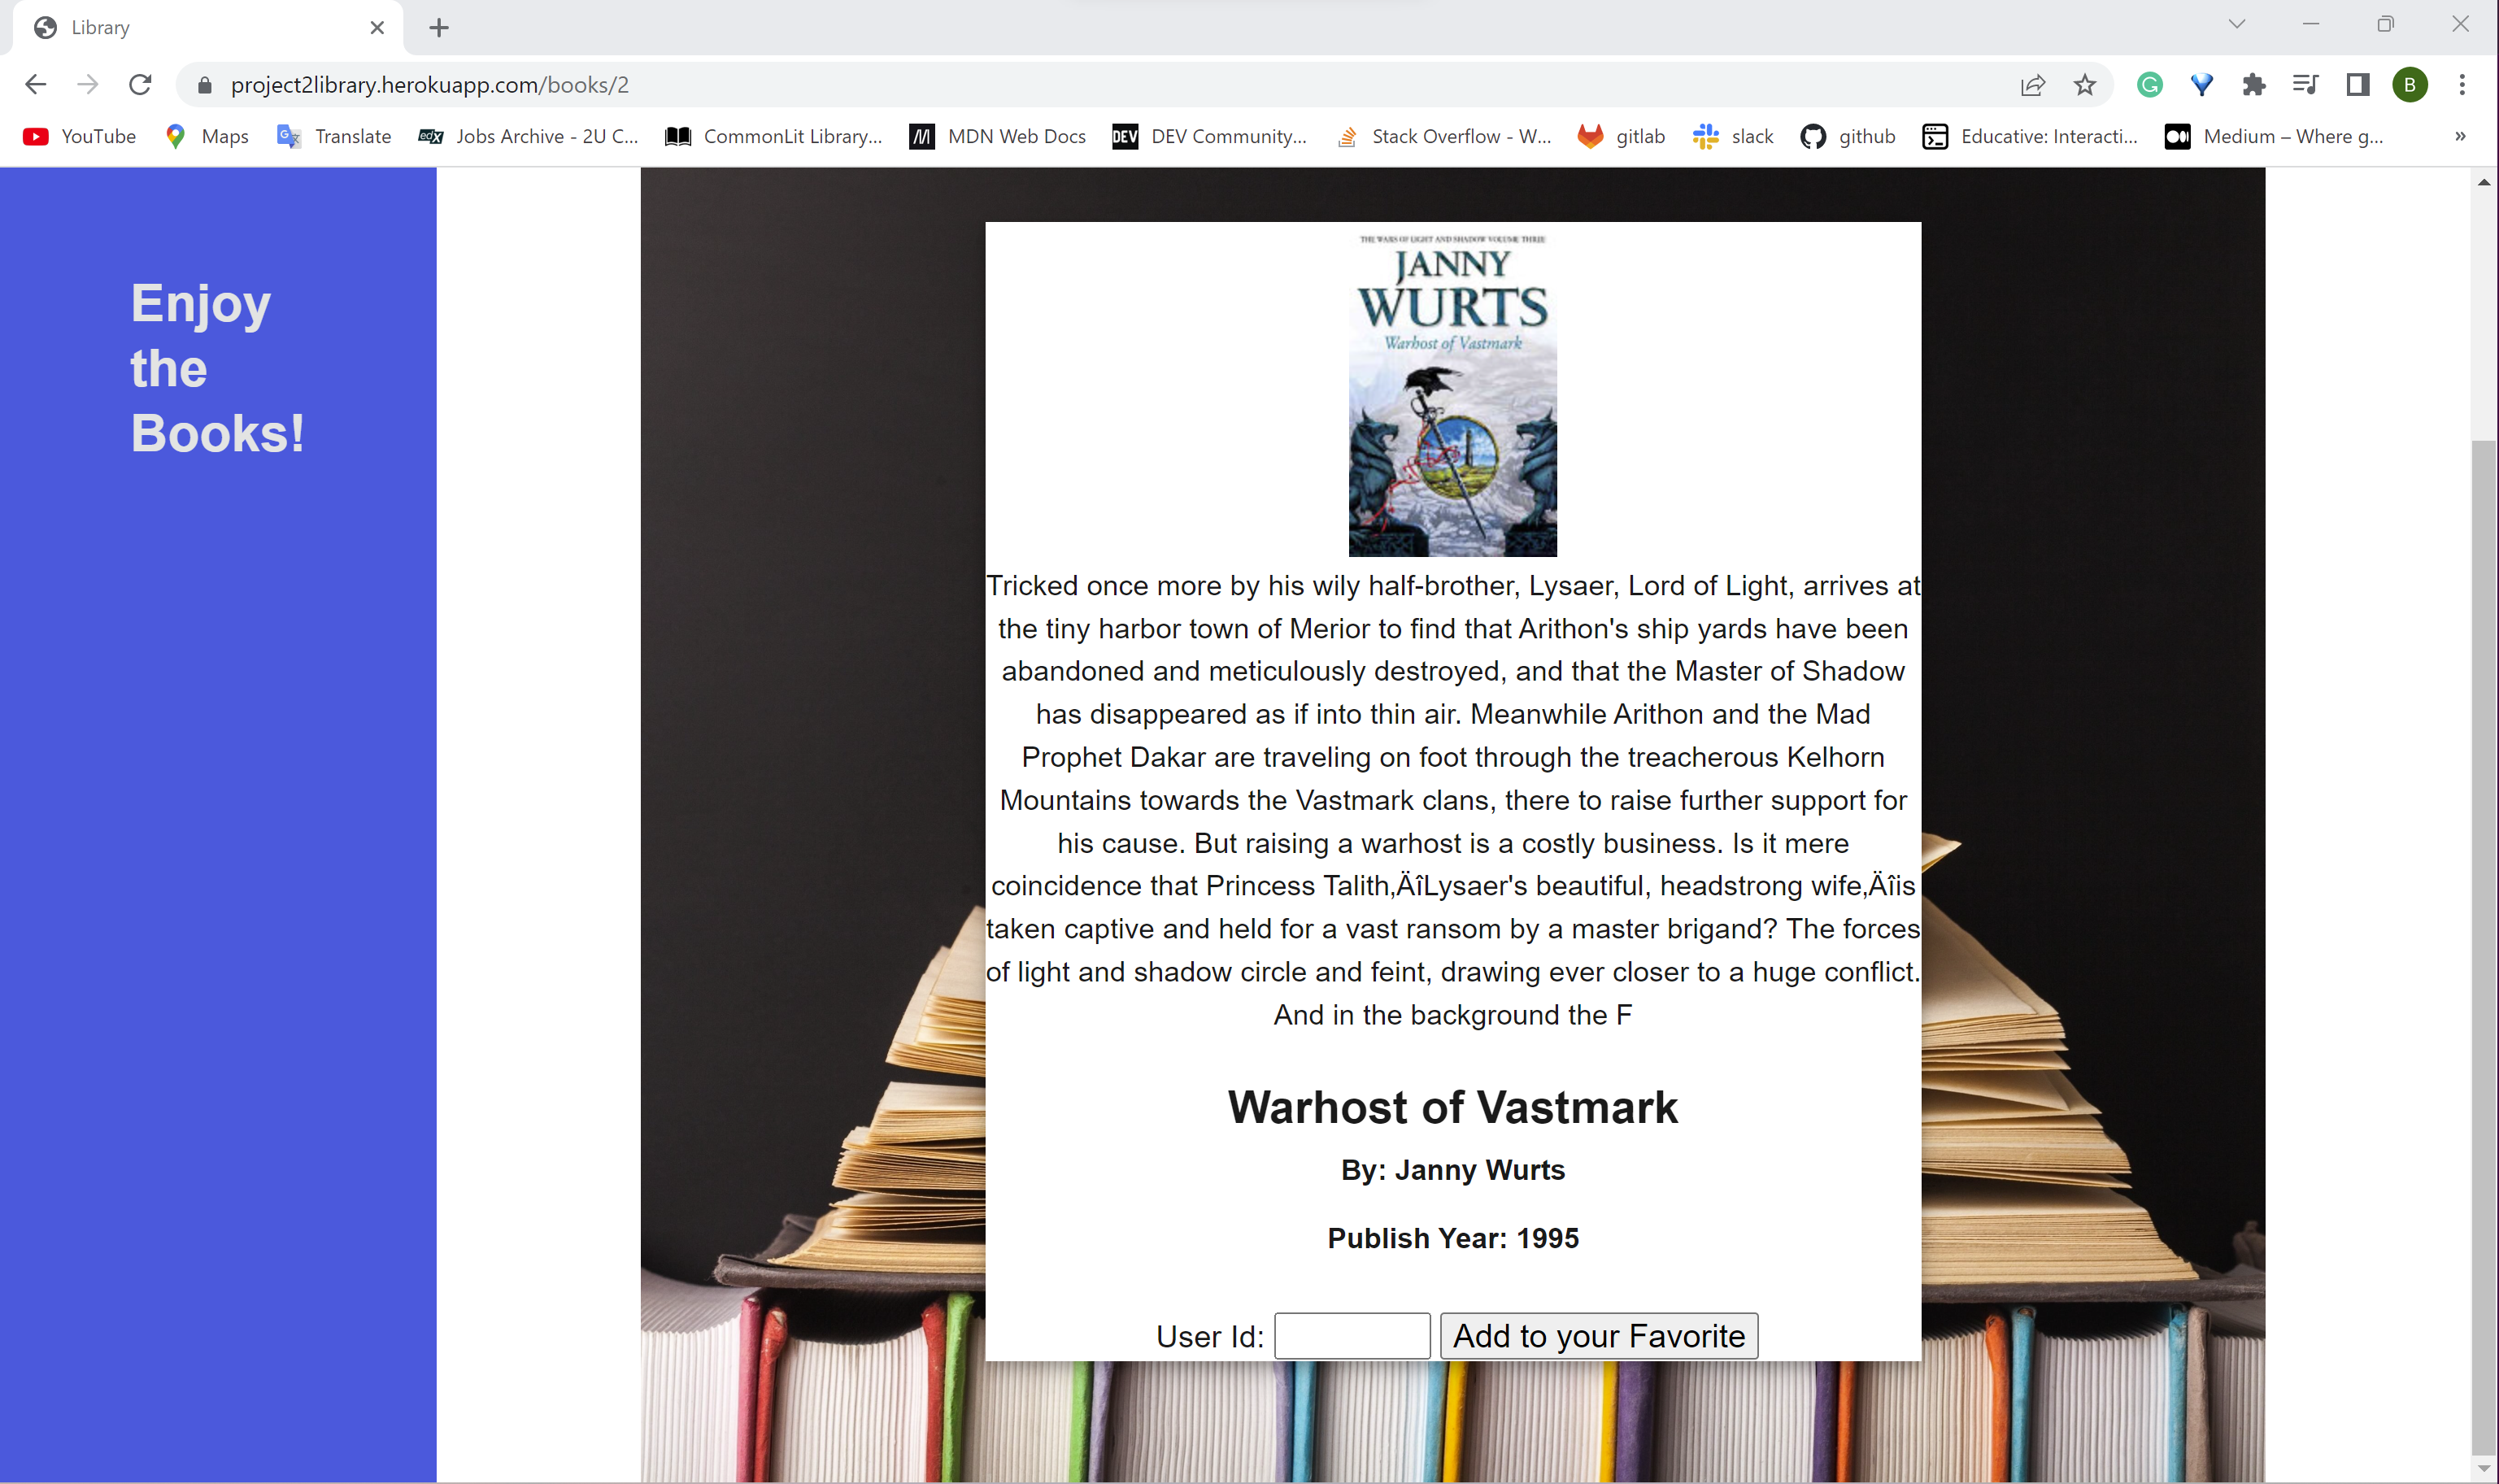 Library
project2library.herokuapp.com/books/2
B
YouTube
Maps
Translate
edX
Jobs Archive - 2U C...
CommonLit Library...
MDN Web Docs
DEV
DEV Community...
Stack Overflow - W...
gitlab
slack
github
Educative: Interacti...
Medium – Where g...
»
Enjoy
the
Books!
THE WARS OF LIGHT AND SHADOW VOLUME THREE
JANNY
WURTS
Warhost of Vastmark
Tricked once more by his wily half-brother, Lysaer, Lord of Light, arrives at
the tiny harbor town of Merior to find that Arithon's ship yards have been
abandoned and meticulously destroyed, and that the Master of Shadow
has disappeared as if into thin air. Meanwhile Arithon and the Mad
Prophet Dakar are traveling on foot through the treacherous Kelhorn
Mountains towards the Vastmark clans, there to raise further support for
his cause. But raising a warhost is a costly business. Is it mere
coincidence that Princess Talith‚ÄîLysaer's beautiful, headstrong wife‚Äîis
taken captive and held for a vast ransom by a master brigand? The forces
of light and shadow circle and feint, drawing ever closer to a huge conflict.
And in the background the F
Warhost of Vastmark
By: Janny Wurts
Publish Year: 1995
User Id:
Add to your Favorite